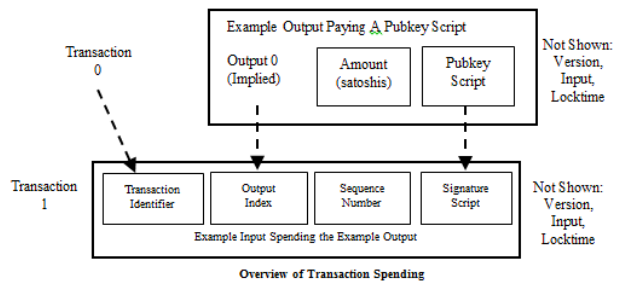 Example Output Paying A Pubkey Script
Transaction
0
Output 0
(Implied)
Amount
(satoshis)
Pubkey
Script
Not Shown:
Version,
Input,
Locktime
Transaction
1
Transaction
Identifier
Output
Index
Sequence
Number
Signature
Script
Not Shown:
Version,
Input,
Locktime
Example Input Spending the Example Output
Overview of Transaction Spending